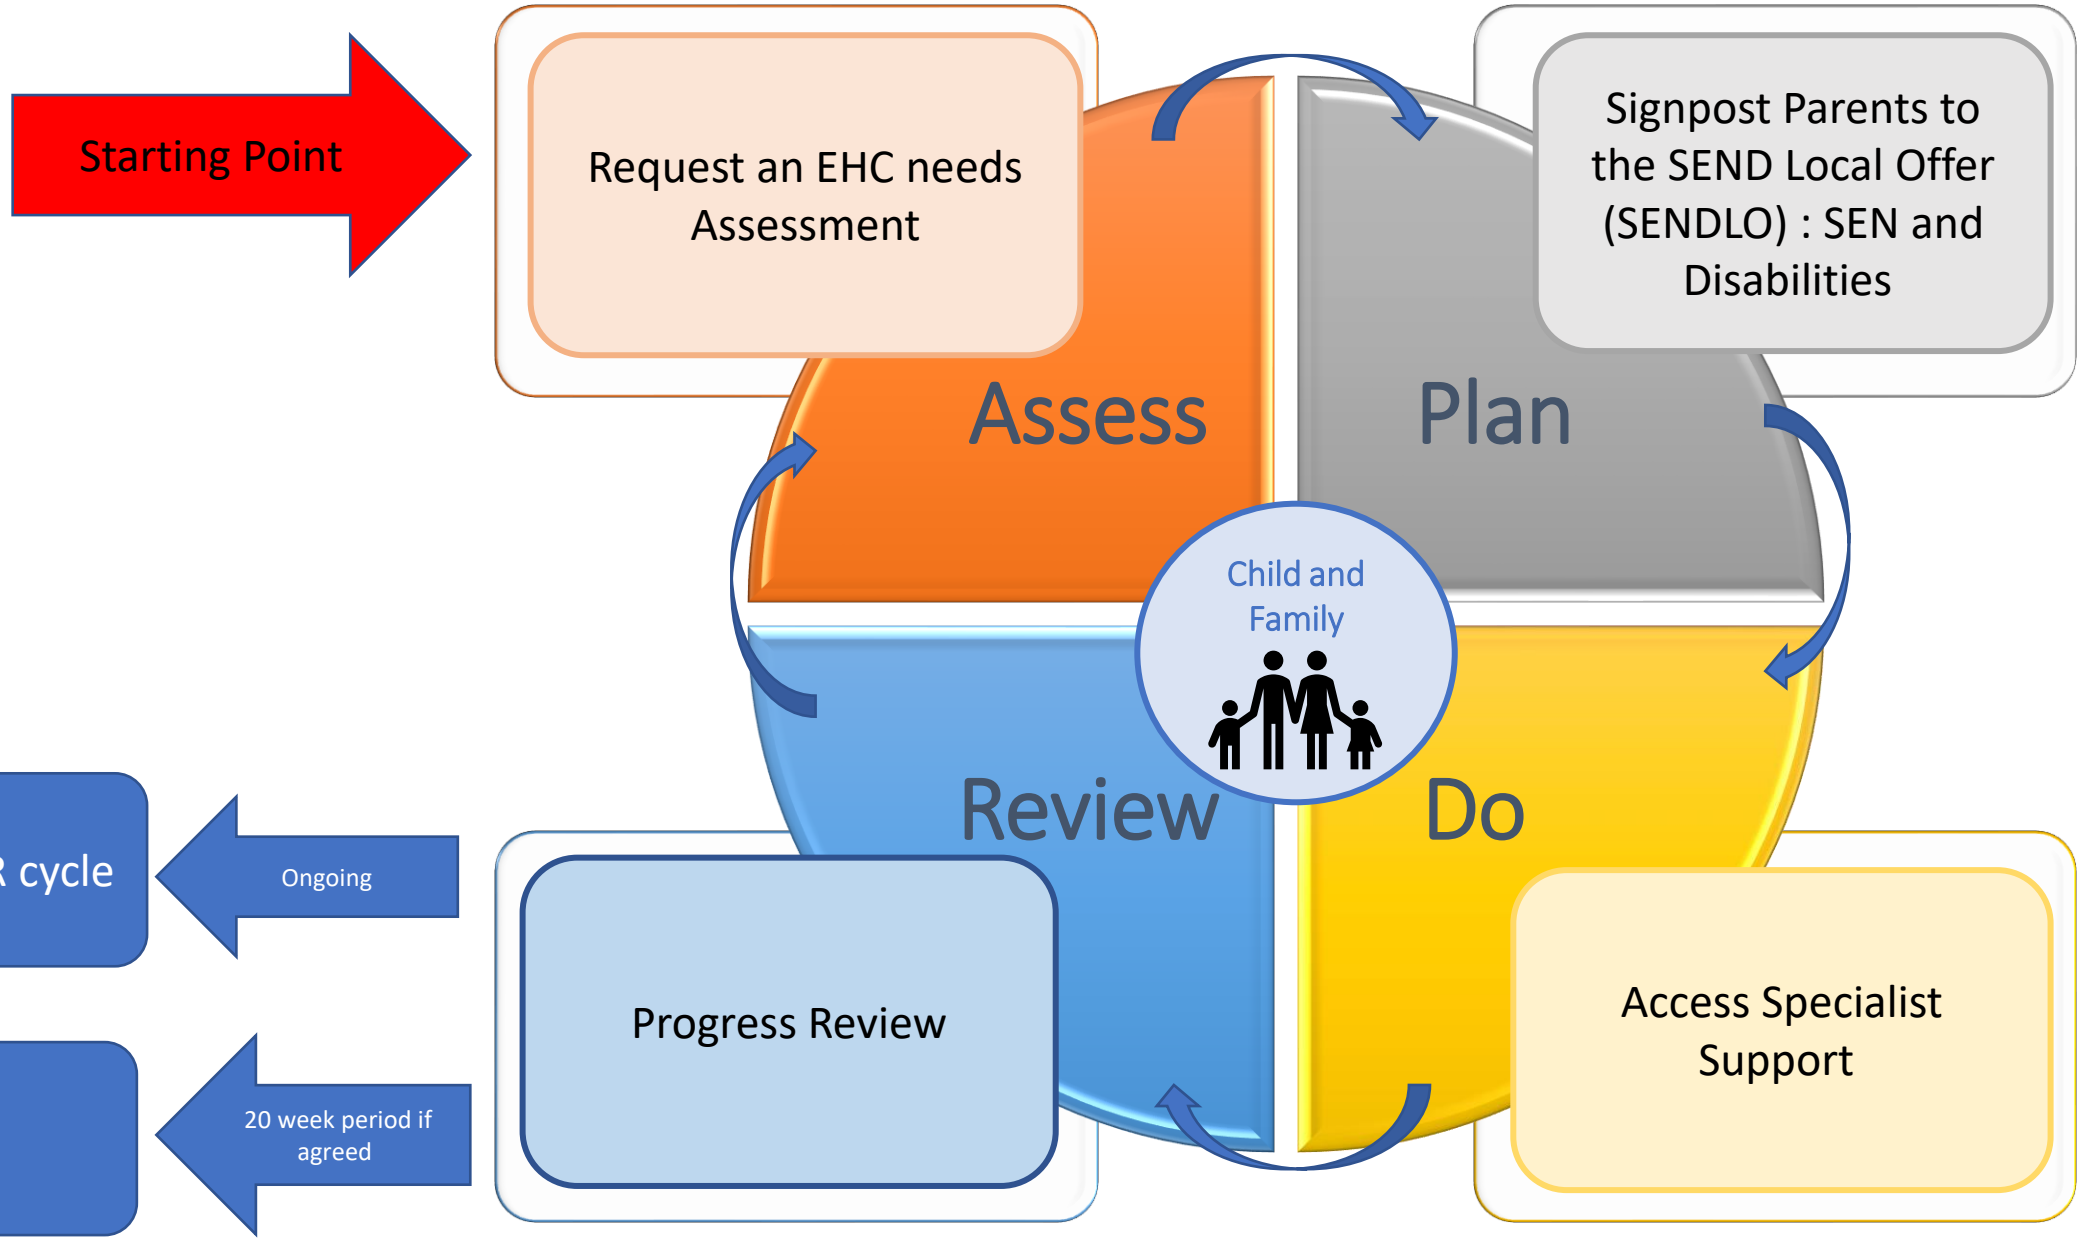 Starting Point
Request an EHC needs
Assessment
Signpost Parents to
the SEND Local Offer
(SENDLO) : SEN and
Disabilities
Assess
Plan
Child and
Family
Review
Do
R cycle
Ongoing
Progress Review
Access Specialist
Support
20 week period if
agreed